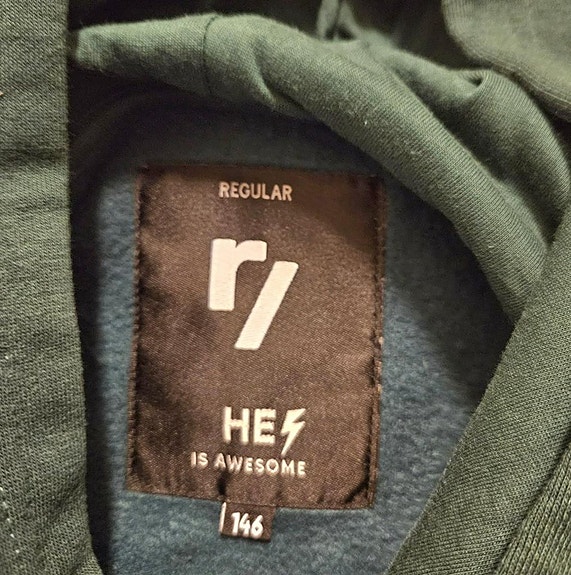 REGULAR
r/
HE
IS AWESOME
146